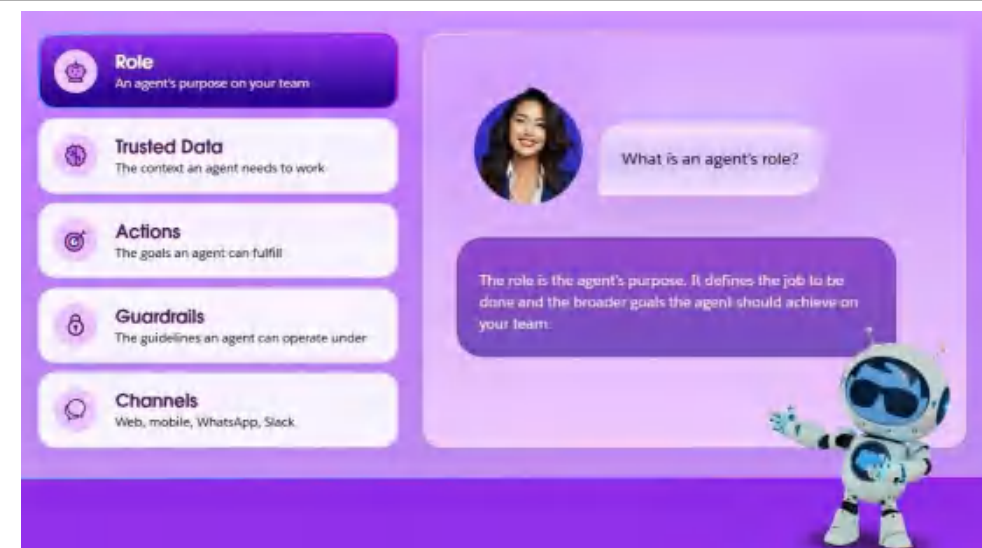 Role
An agent's purpose on your team
Trusted Data
The context an agent needs to work
Actions
The goals an agent can fulfill
Guardrails
The guidelines an agent can operate under
Channels
Web, mobile, WhatsApp, Slack
What is an agent's role?
The role is the agent's purpose. It defines the job to be
done and the broader goals the agent should achieve on
your team.